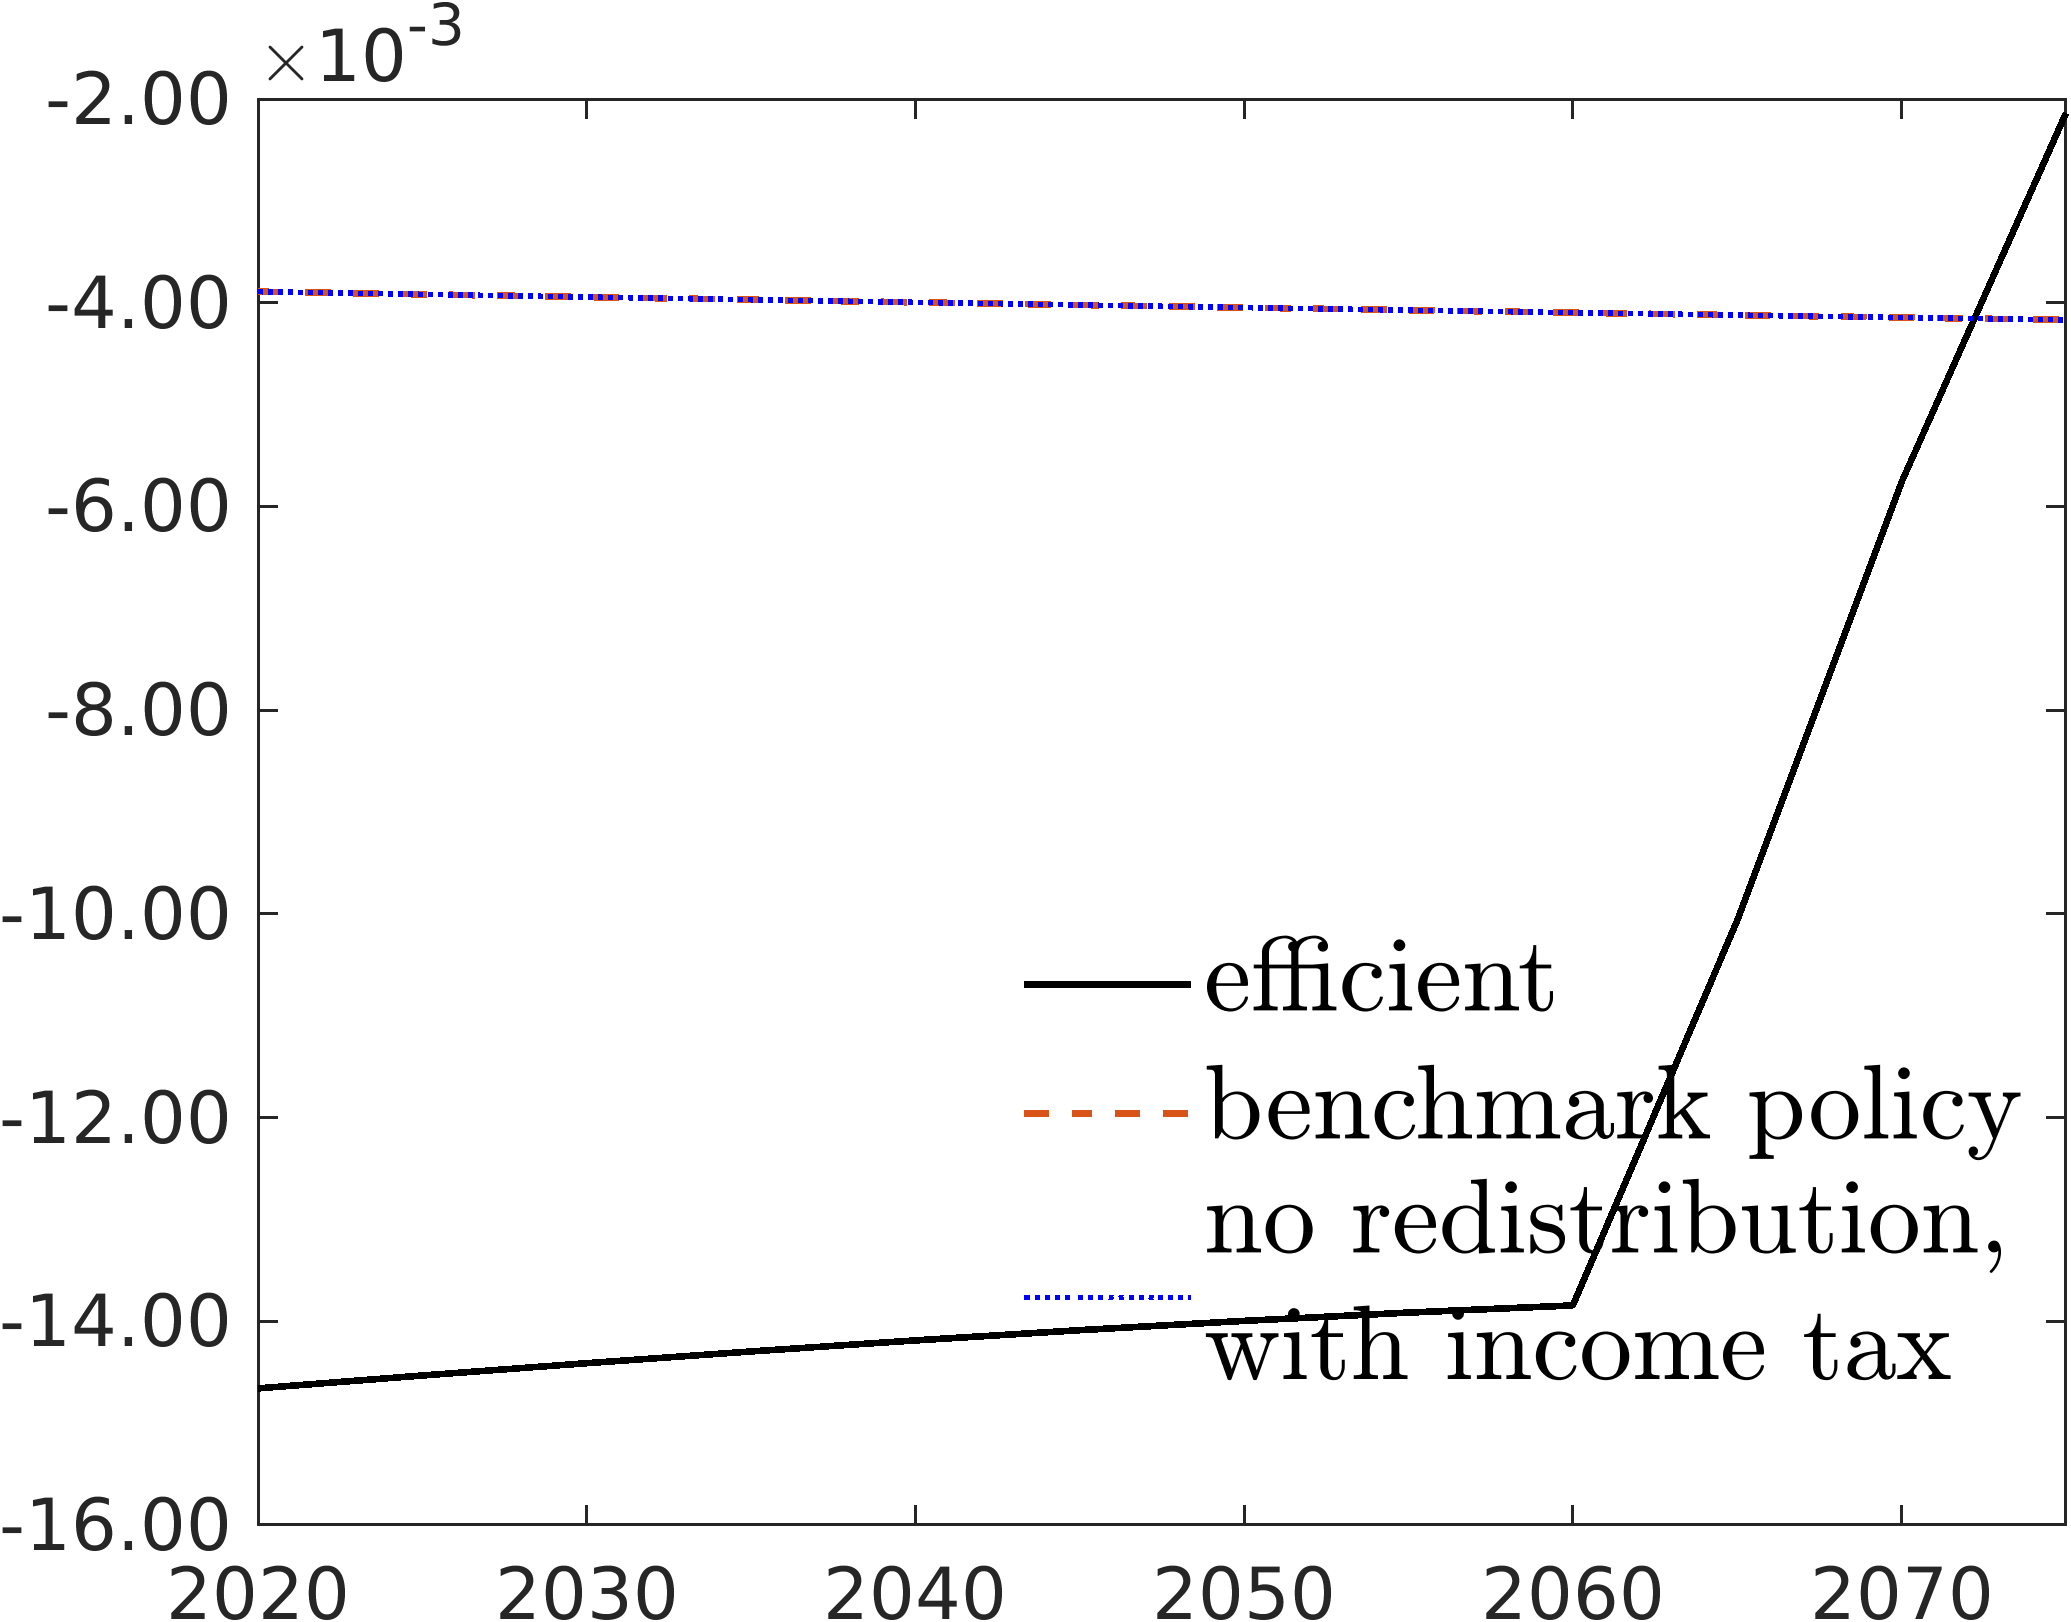 ×10-3
-2.00
-4.00
-6.00
-8.00
-10.00
-12.00
-14.00
-16.00
efficient
benchmark policy
no redistribution,
with income tax
2020 2030 2040 2050 2060 2070